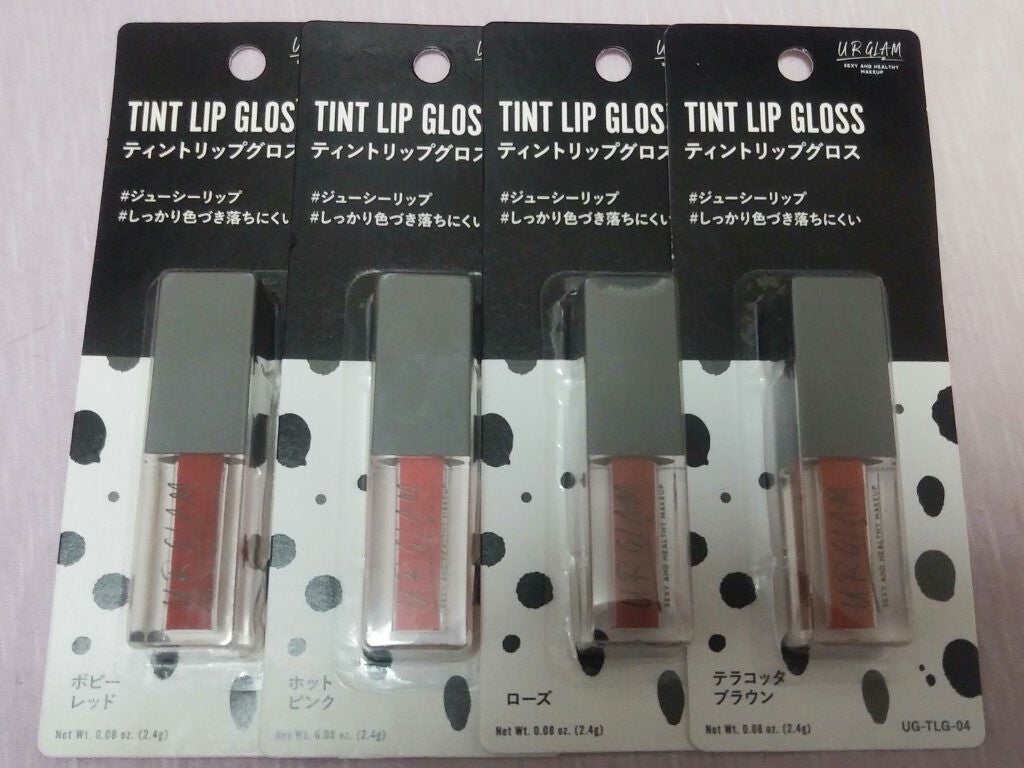 TINT LIP GLOS
ティントリップグロス
#ジューシーリップ
#しっかり色づき落ちにくい
UR GLAM
ポピー
レッド
Net Wt. 0.08 oz. (2.4g)
TINT LIP GLOS
ティントリップグロス
#ジューシーリップ
#しっかり色づき落ちにくい
UR GLAM
ホット
ピンク
Net Wt. 0.08 oz. (2.4g)
TINT LIP GLOS
ティントリップグロス
#ジューシーリップ
#しっかり色づき落ちにくい
UR GLAM
SEXY AND HEALTHY MAKEUP
ローズ
Net Wt. 0.08 oz. (2.4g)
UR GLAM
SEXY AND HEALTHY
MAKEUP
TINT LIP GLOSS
ティントリップグロス
#ジューシーリップ
#しっかり色づき落ちにくい
UR GLAM
SEXY AND HEALTHY MAKEUP
テラコッタ
ブラウン
Net Wt. 0.08 oz. (2.4g)
UG-TLG-04